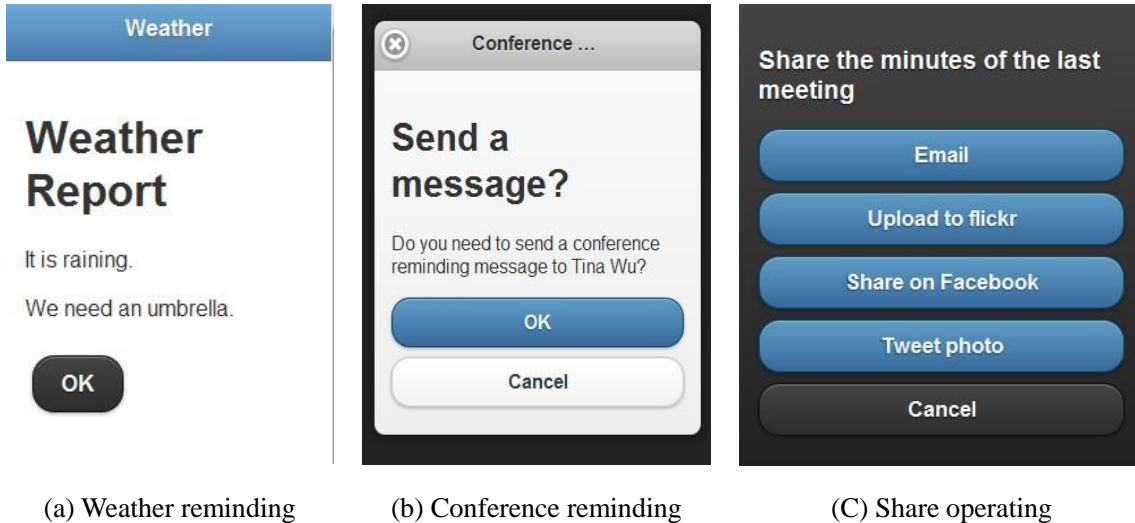 Weather
Weather
Report
It is raining.
We need an umbrella.
OK
Conference ...
Send a
message?
Do you need to send a conference
reminding message to Tina Wu?
OK
Cancel
Share the minutes of the last
meeting
Email
Upload to flickr
Share on Facebook
Tweet photo
Cancel
(a) Weather reminding
(b) Conference reminding
(C) Share operating